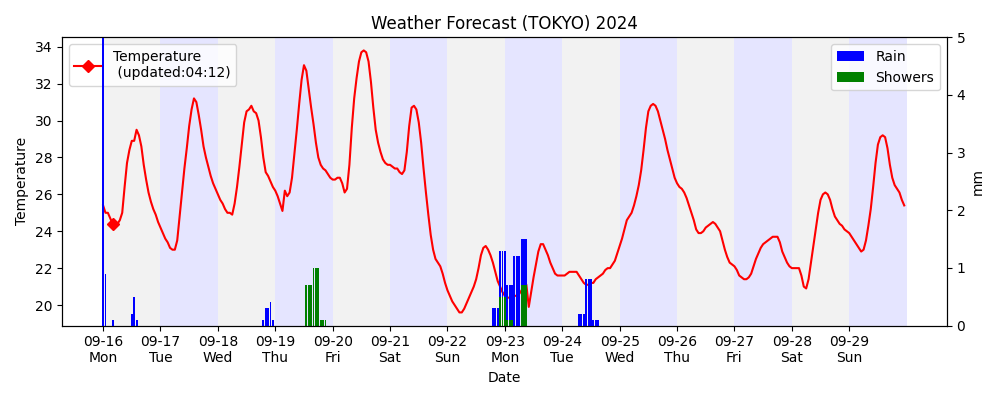 Weather Forecast (TOKYO) 2024
Temperature
(updated:04:12)
Rain
Showers
34
32
30
28
26
24
22
20
Temperature
5
4
3
2
1
0
mm
09-16 09-17 09-18 09-19 09-20 09-21 09-22 09-23 09-24 09-25 09-26 09-27 09-28 09-29
Mon Tue Wed Thu Fri Sat Sun Mon Tue Wed Thu Fri Sat Sun
Date